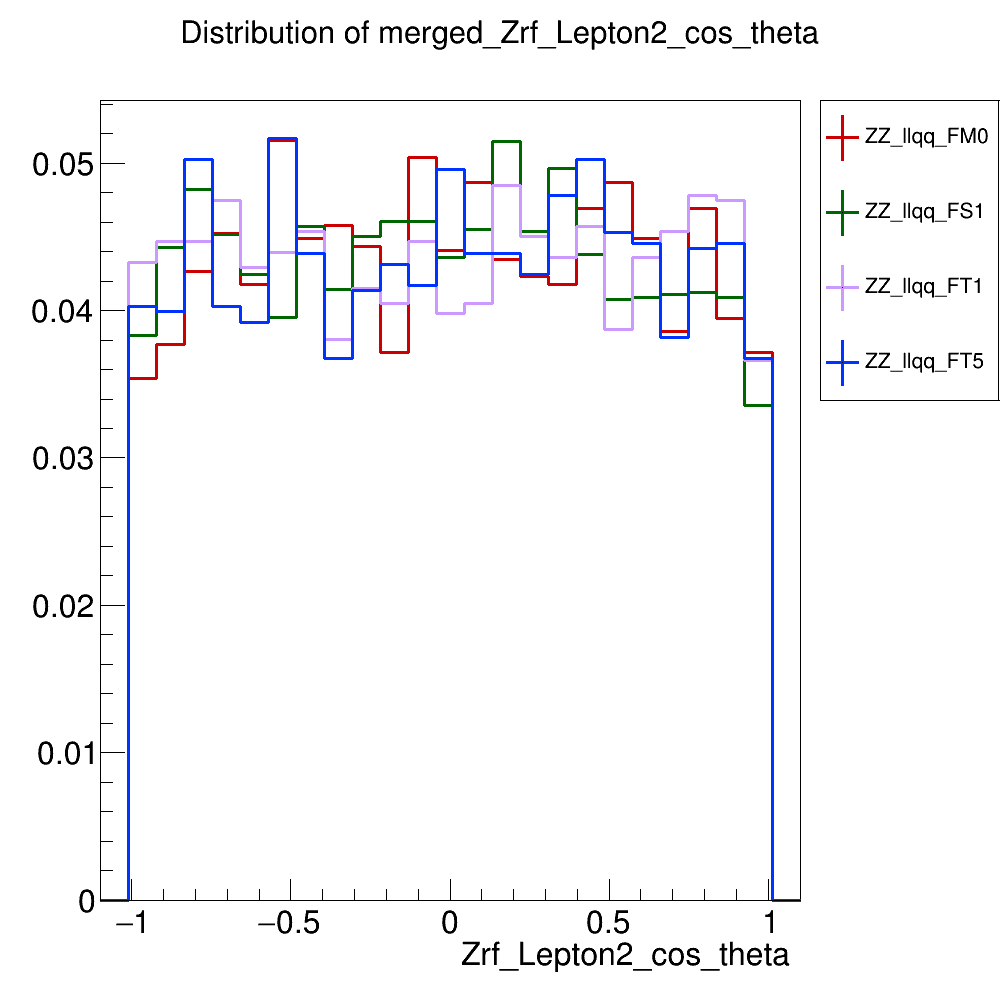 Distribution of merged_Zrf_Lepton2_cos_theta
ZZ_llqq_FM0
ZZ_llqq_FS1
ZZ_llqq_FT1
ZZ_llqq_FT5
0.05
0.04
0.03
0.02
0.01
0
−1
−0.5
0
0.5
1
Zrf_Lepton2_cos_theta